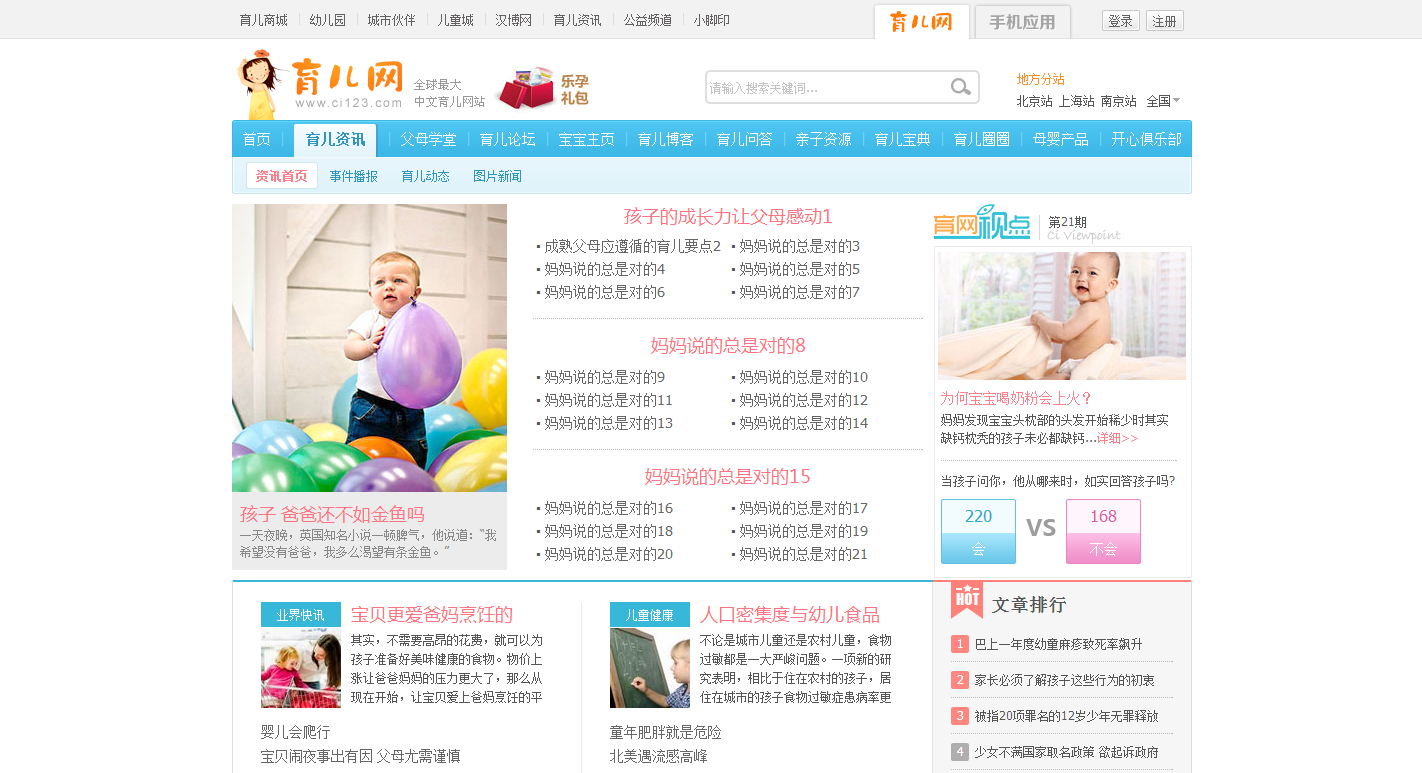 育儿商城 幼儿园 城市伙伴 儿童城 汉博网 育儿资讯 公益频道 小脚印
育儿网 手机应用 登录 注册
育儿网
www.ci123.com
全球最大
中文育儿网站
乐孕
礼包
请输入搜索关键词...
地方分站
北京站 上海站 南京站 全国
首页 育儿资讯 父母学堂 育儿论坛 宝宝主页 育儿博客 育儿问答 亲子资源 育儿宝典 育儿圈圈 母婴产品 开心俱乐部
资讯首页 事件播报 育儿动态 图片新闻
孩子 爸爸还不如金鱼吗
一天夜晚，英国知名小说一顿脾气，他说道：“我
希望没有爸爸，我多么渴望有条金鱼。”
孩子的成长力让父母感动1
▪ 成熟父母应遵循的育儿要点2 ▪ 妈妈说的总是对的3
▪ 妈妈说的总是对的4 ▪ 妈妈说的总是对的5
▪ 妈妈说的总是对的6 ▪ 妈妈说的总是对的7
妈妈说的总是对的8
▪ 妈妈说的总是对的9 ▪ 妈妈说的总是对的10
▪ 妈妈说的总是对的11 ▪ 妈妈说的总是对的12
▪ 妈妈说的总是对的13 ▪ 妈妈说的总是对的14
妈妈说的总是对的15
▪ 妈妈说的总是对的16 ▪ 妈妈说的总是对的17
▪ 妈妈说的总是对的18 ▪ 妈妈说的总是对的19
▪ 妈妈说的总是对的20 ▪ 妈妈说的总是对的21
育网视点 第21期
Ci Viewpoint
为何宝宝喝奶粉会上火？
妈妈发现宝宝头枕部的头发开始稀少时其实
缺钙枕秃的孩子未必都缺钙...详细>>
当孩子问你，他从哪来时，如实回答孩子吗?
220 VS 168
会 不会
业界快讯 宝贝更爱爸妈烹饪的
其实，不需要高昂的花费，就可以为
孩子准备好美味健康的食物。物价上
涨让爸爸妈妈的压力更大了，那么从
现在开始，让宝贝爱上爸妈烹饪的平
婴儿会爬行
宝贝闹夜事出有因 父母尤需谨慎
儿童健康 人口密集度与幼儿食品
不论是城市儿童还是农村儿童，食物
过敏都是一大严峻问题。一项新的研
究表明，相比于住在农村的孩子，居
住在城市的孩子食物过敏症患病率更
童年肥胖就是危险
北美遇流感高峰
HOT 文章排行
1 巴上一年度幼童麻疹致死率飙升
2 家长必须了解孩子这些行为的初衷
3 被指20项罪名的12岁少年无罪释放
4 少女不满国家取名政策 欲起诉政府